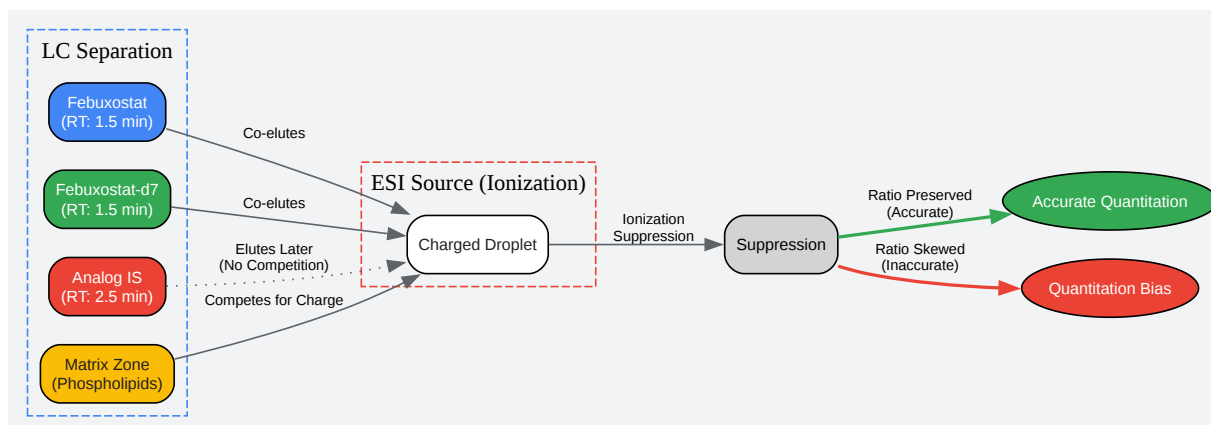 LC Separation
Febuxostat
(RT: 1.5 min)
Febuxostat-d7
(RT: 1.5 min)
Analog IS
(RT: 2.5 min)
Matrix Zone
(Phospholipids)
Co-elutes
Co-elutes
Elutes Later
(No Competition)
Competes for Charge
ESI Source (Ionization)
Charged Droplet
Ionization
Suppression
Suppression
Ratio Preserved
(Accurate)
Ratio Skewed
(Inaccurate)
Accurate Quantitation
Quantitation Bias